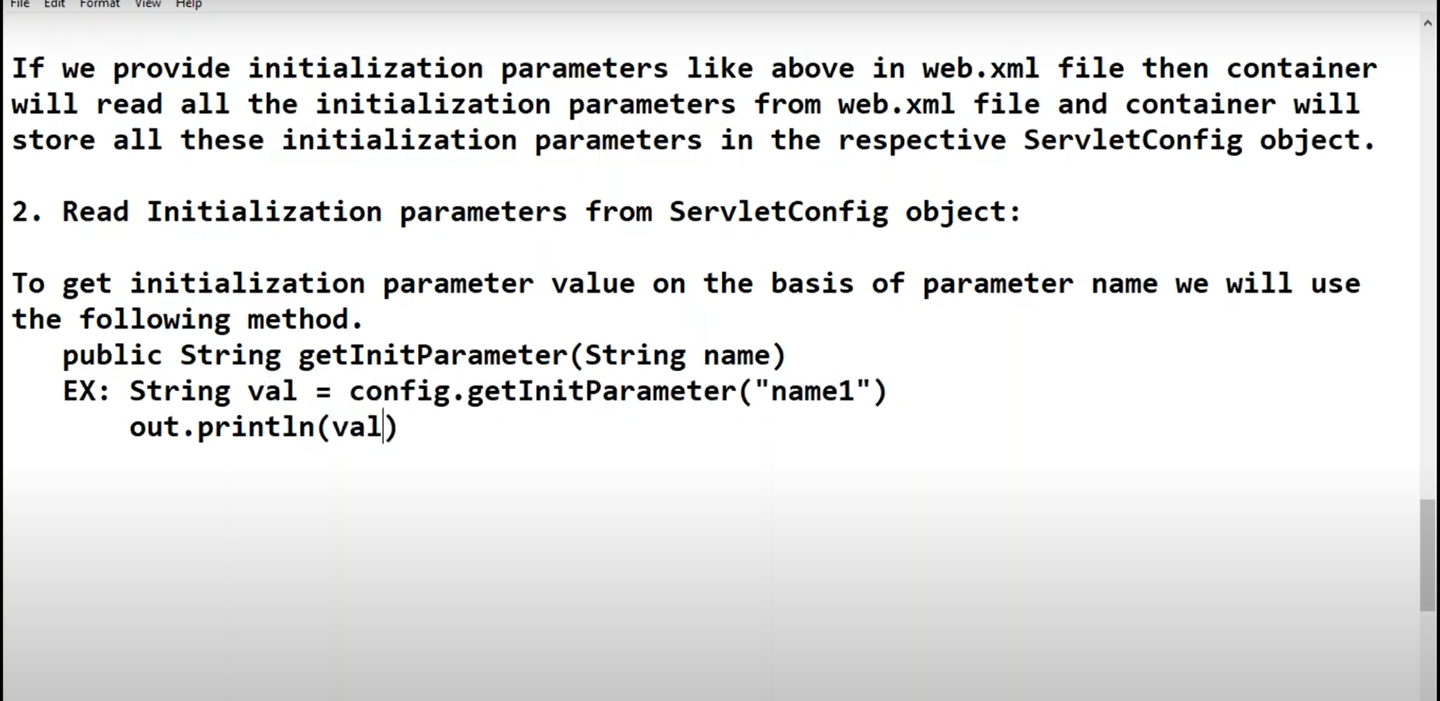 File Edit Format View Help
If we provide initialization parameters like above in web.xml file then container
will read all the initialization parameters from web.xml file and container will
store all these initialization parameters in the respective ServletConfig object.
2. Read Initialization parameters from ServletConfig object:
To get initialization parameter value on the basis of parameter name we will use
the following method.
public String getInitParameter(String name)
EX: String val = config.getInitParameter("name1")
out.println(val)